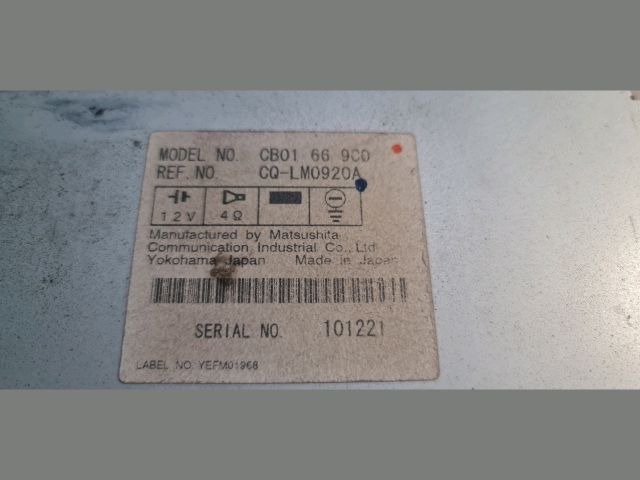 MODEL NO. CB01 66 9C0
REF. NO. CQ-LM0920A
12V 4Ω
Manufactured by Matsushita
Communication Industrial Co., Ltd.
Yokohama Japan Made in Japan
SERIAL NO. 101221
LABEL NO. YEFM01968